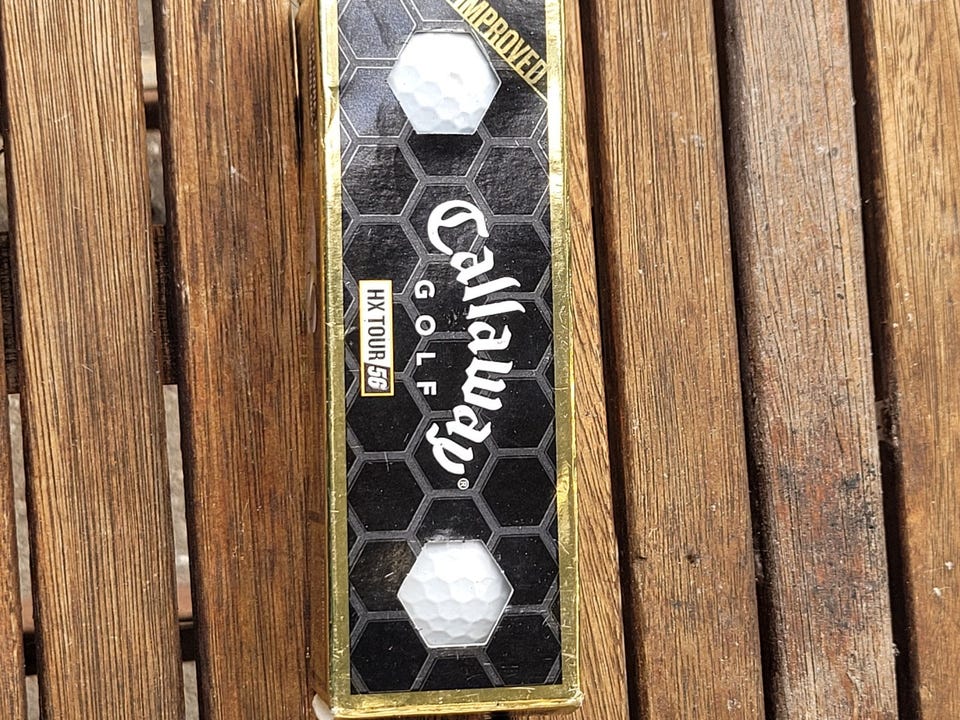 IMPROVED
Callaway®
GOLF
HX TOUR 56